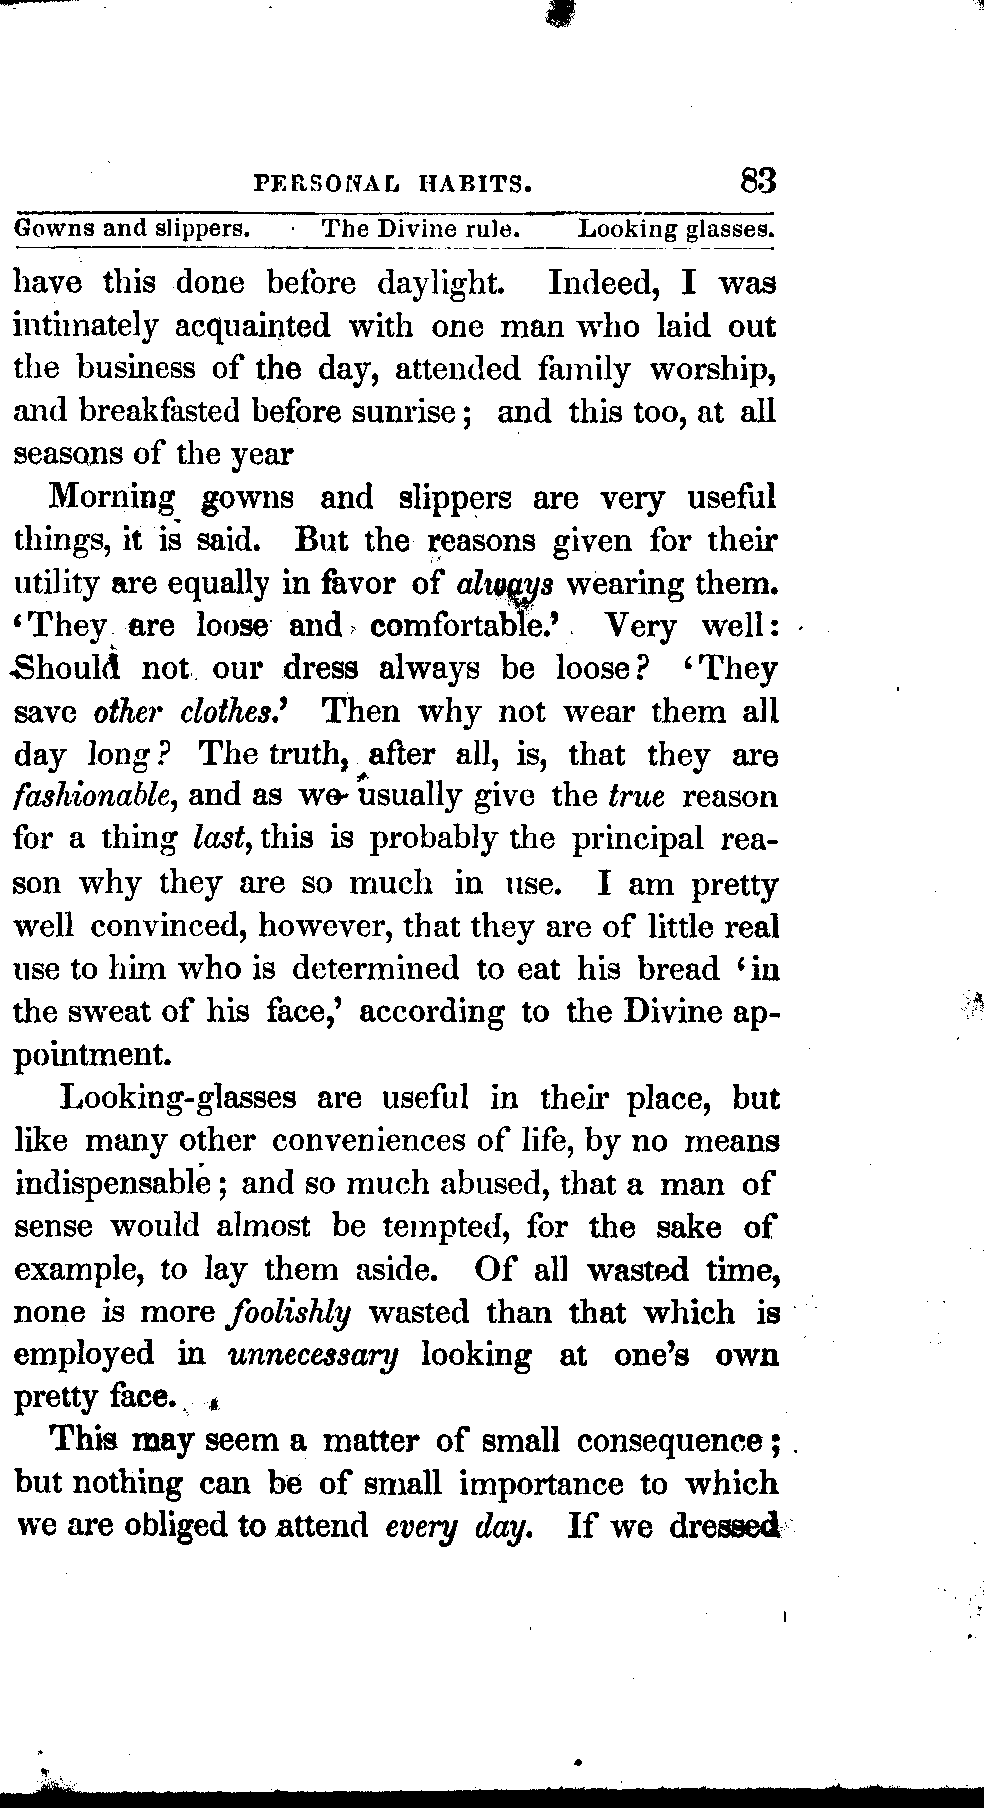 PERSONAL HABITS. 83
Gowns and slippers. The Divine rule. Looking glasses.
have this done before daylight. Indeed, I was
intimately acquainted with one man who laid out
the business of the day, attended family worship,
and breakfasted before sunrise; and this too, at all
seasons of the year
Morning gowns and slippers are very useful
things, it is said. But the reasons given for their
utility are equally in favor of always wearing them.
'They are loose and comfortable.' Very well:
Should not our dress always be loose? 'They
save other clothes.' Then why not wear them all
day long? The truth, after all, is, that they are
fashionable, and as we usually give the true reason
for a thing last, this is probably the principal rea-
son why they are so much in use. I am pretty
well convinced, however, that they are of little real
use to him who is determined to eat his bread 'in
the sweat of his face,' according to the Divine ap-
pointment.
Looking-glasses are useful in their place, but
like many other conveniences of life, by no means
indispensable; and so much abused, that a man of
sense would almost be tempted, for the sake of
example, to lay them aside. Of all wasted time,
none is more foolishly wasted than that which is
employed in unnecessary looking at one's own
pretty face.
This may seem a matter of small consequence;
but nothing can be of small importance to which
we are obliged to attend every day. If we dressed